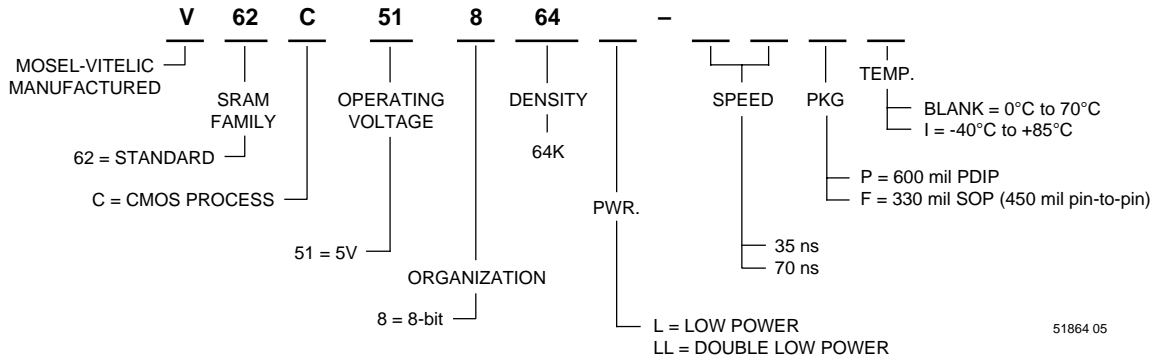 V 62 C 51 8 64 –
MOSEL-VITELIC
MANUFACTURED
SRAM
FAMILY
62 = STANDARD
C = CMOS PROCESS
OPERATING
VOLTAGE
51 = 5V
ORGANIZATION
8 = 8-bit
DENSITY
64K
PWR.
L = LOW POWER
LL = DOUBLE LOW POWER
SPEED
35 ns
70 ns
PKG
P = 600 mil PDIP
F = 330 mil SOP (450 mil pin-to-pin)
TEMP.
BLANK = 0°C to 70°C
I = -40°C to +85°C
51864 05